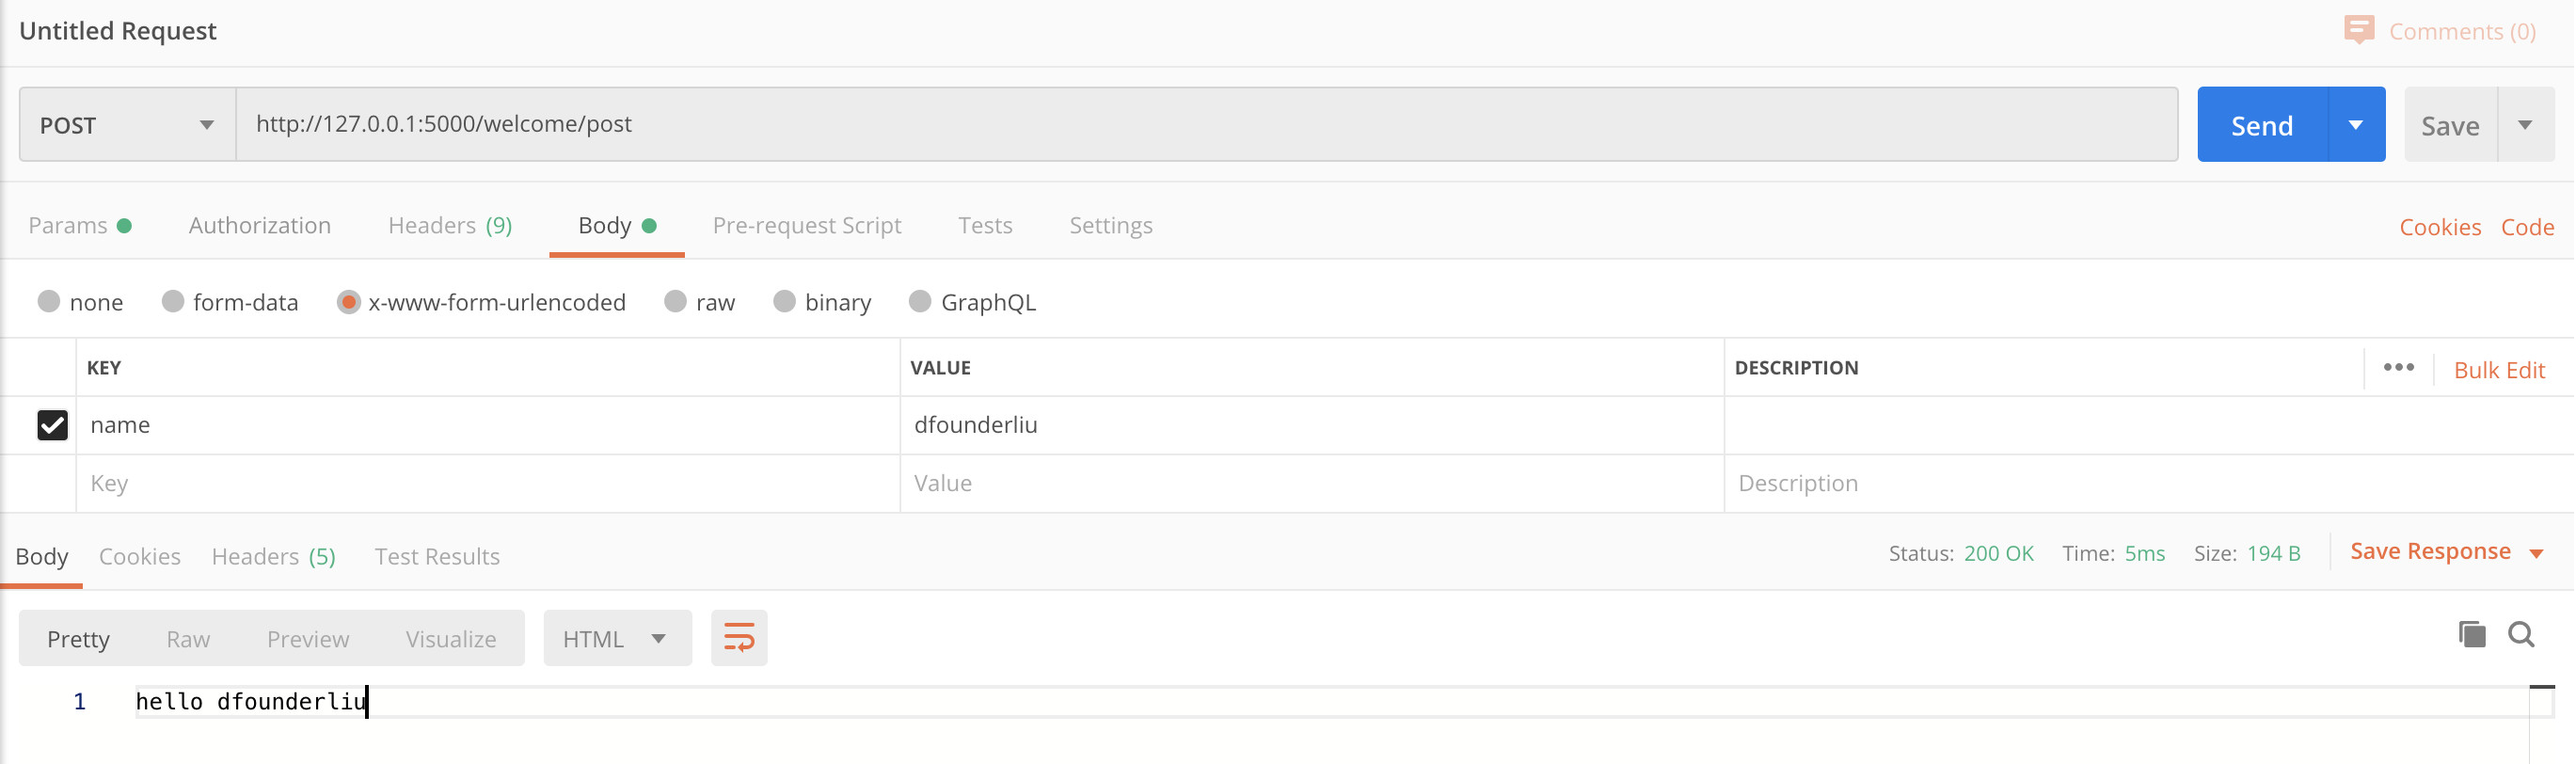 Untitled Request
Comments (0)
POST http://127.0.0.1:5000/welcome/post Send Save
Params Authorization Headers (9) Body Pre-request Script Tests Settings Cookies Code
none form-data x-www-form-urlencoded raw binary GraphQL
KEY VALUE DESCRIPTION ••• Bulk Edit
name dfounderliu
Key Value Description
Body Cookies Headers (5) Test Results Status: 200 OK Time: 5ms Size: 194 B Save Response
Pretty Raw Preview Visualize HTML
1 hello dfounderliu